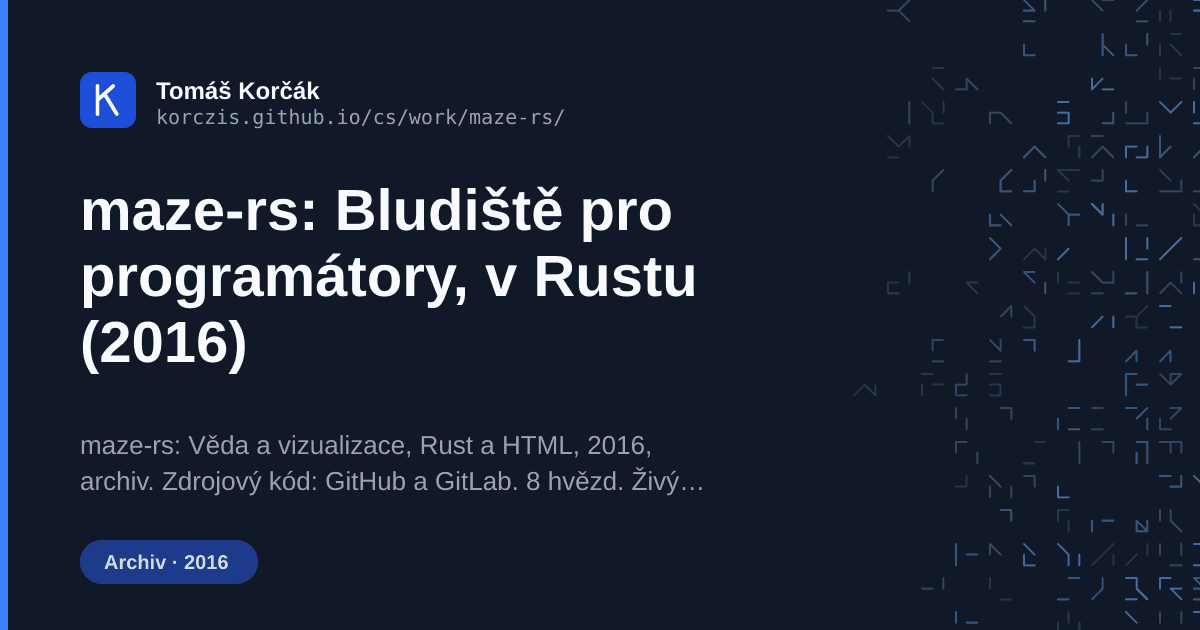 Tomáš Korčák
korczis.github.io/cs/work/maze-rs/
maze-rs: Bludiště pro
programátory, v Rustu
(2016)
maze-rs: Věda a vizualizace, Rust a HTML, 2016,
archiv. Zdrojový kód: GitHub a GitLab. 8 hvězd. Živý…
Archiv · 2016